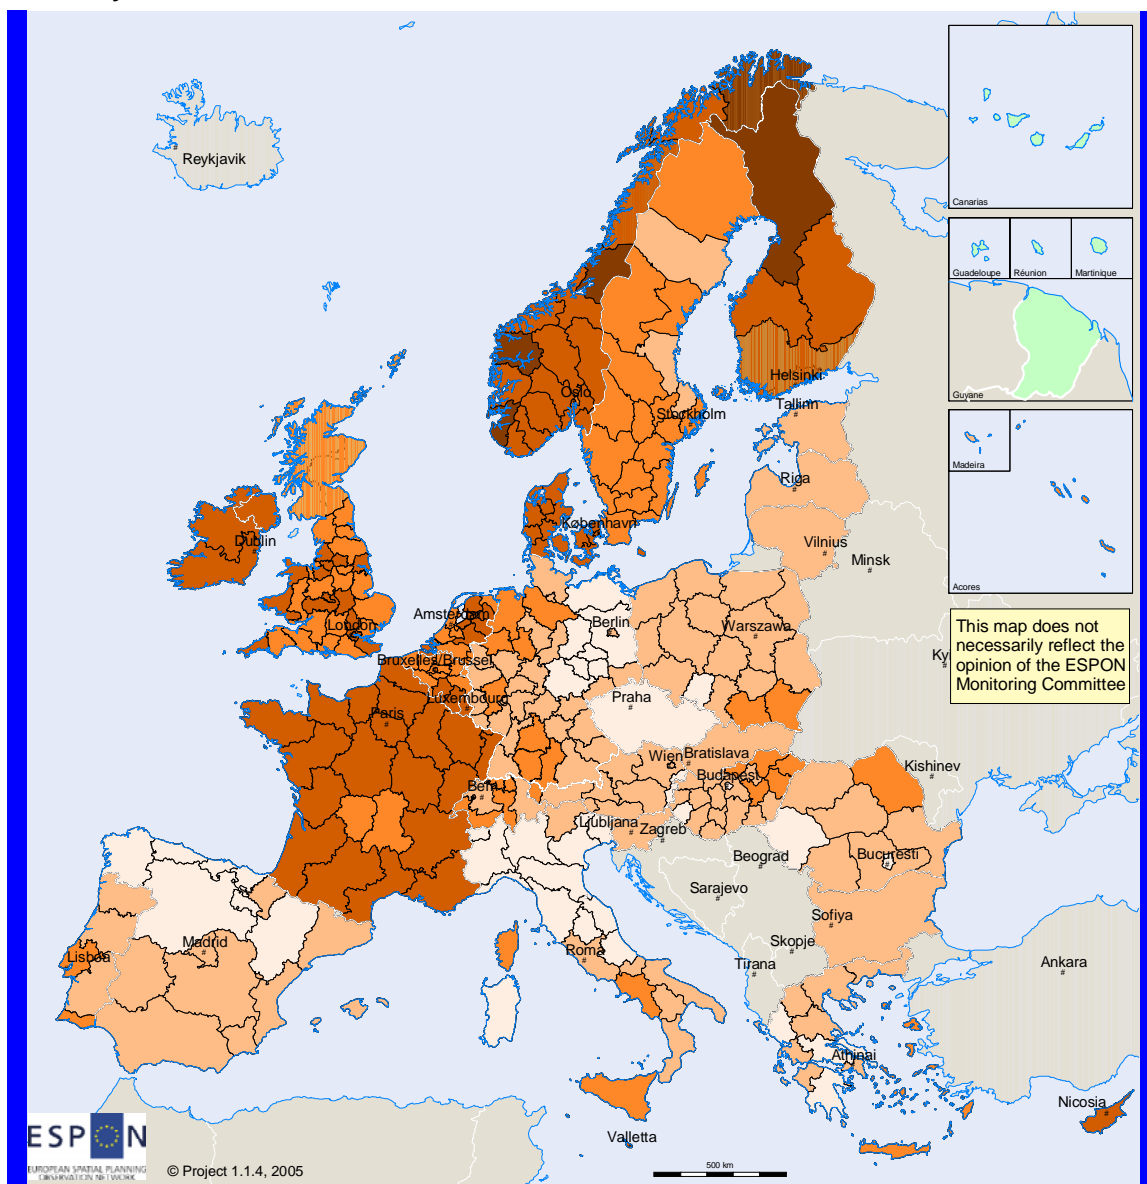 Reykjavik
Canarias
Guadeloupe
Réunion
Martinique
Guyane
Madeira
Acores
Helsinki
Oslo
Tallinn
Stockholm
Riga
København
Vilnius
Minsk
Dublin
London
Amsterdam
Berlin
Warszawa
Bruxelles/Brussel
Luxembourg
Praha
Ky
This map does not
necessarily reflect the
opinion of the ESPON
Monitoring Committee
Paris
Wien
Bratislava
Budapest
Kishinev
Bern
Ljubljana
Zagreb
Beograd
Bucuresti
Sarajevo
Sofiya
Skopje
Tirana
Ankara
Madrid
Lisboa
Roma
Athinai
Nicosia
Valletta
ESPON
EUROPEAN SPATIAL PLANNING
OBSERVATION NETWORK
© Project 1.1.4, 2005
500 km